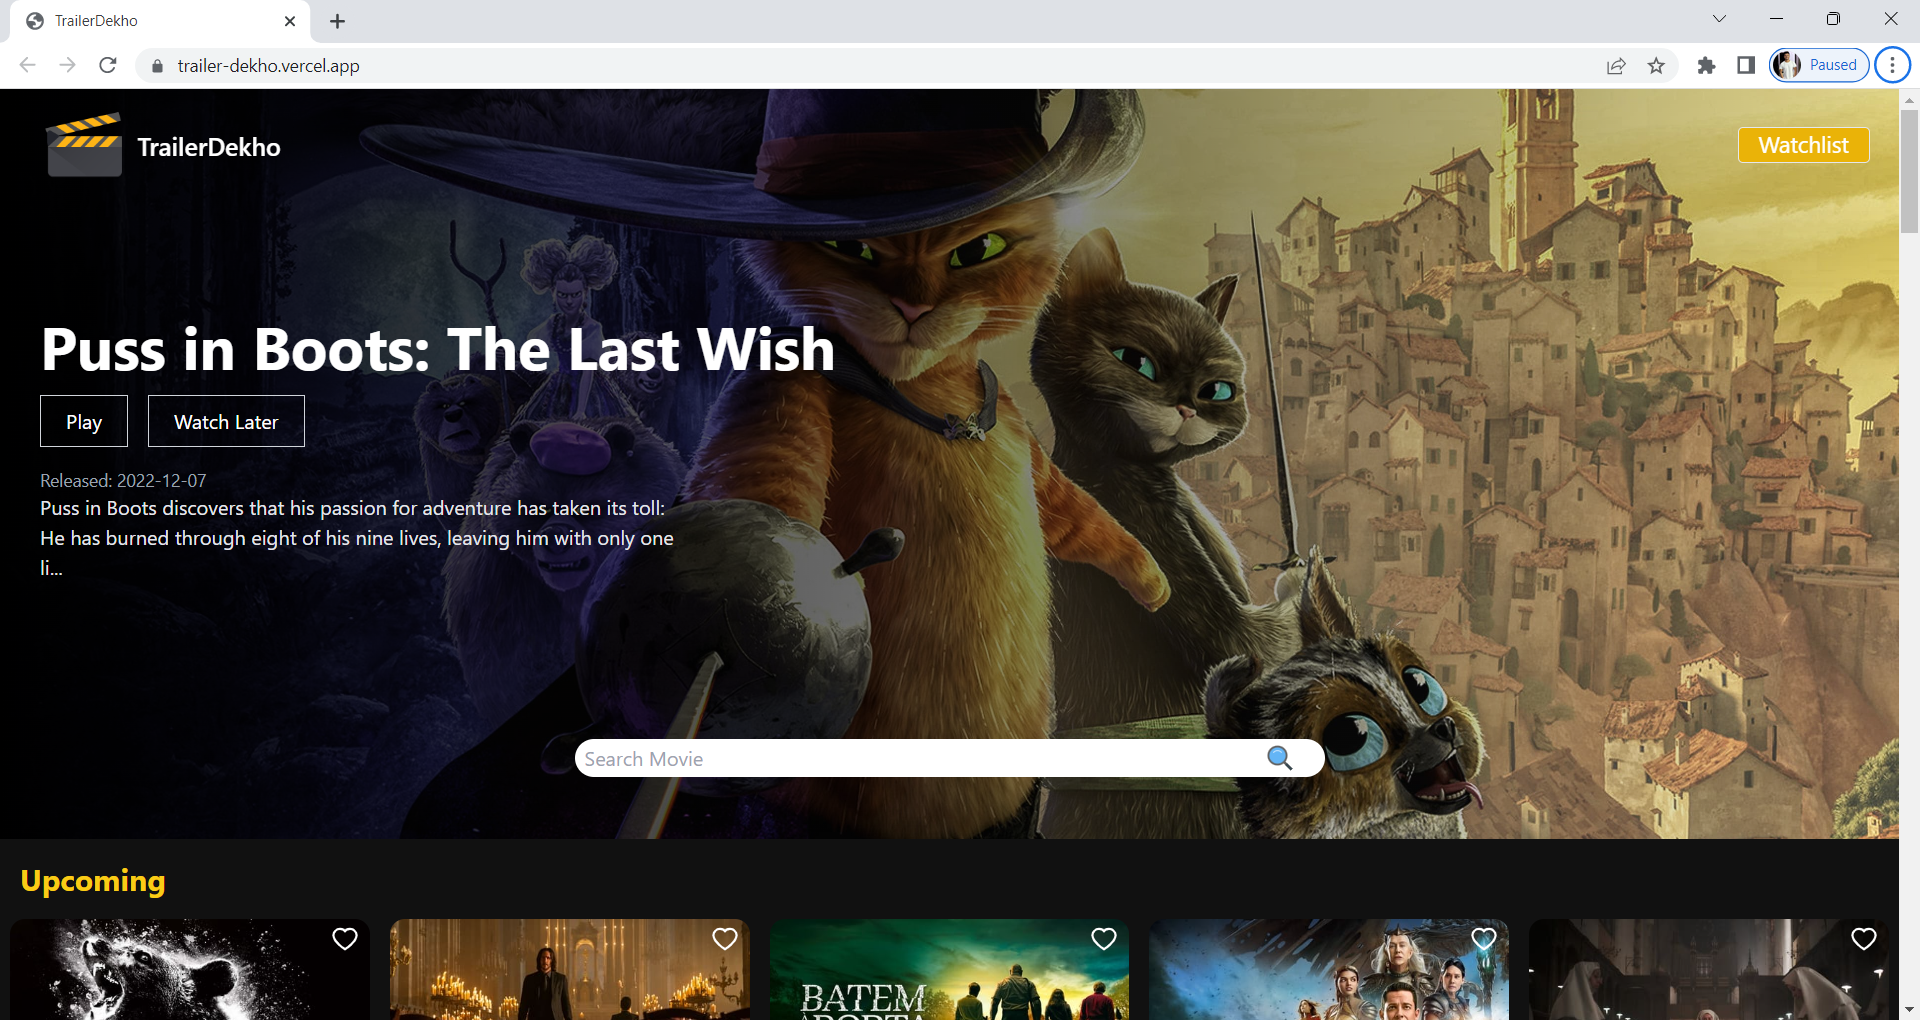 TrailerDekho
trailer-dekho.vercel.app
Paused
TrailerDekho
Watchlist
Puss in Boots: The Last Wish
Play
Watch Later
Released: 2022-12-07
Puss in Boots discovers that his passion for adventure has taken its toll:
He has burned through eight of his nine lives, leaving him with only one
li...
Search Movie
Upcoming
BATEM